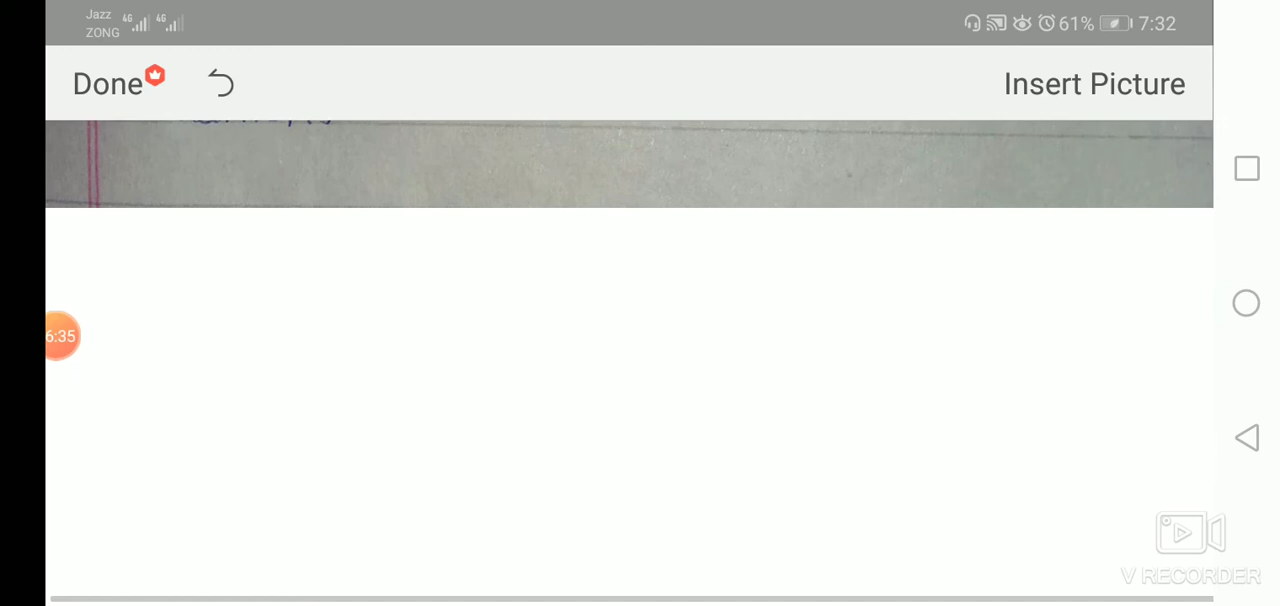 Jazz 4G 4G
ZONG
61% 7:32
Done Insert Picture
6:35
V RECORDER